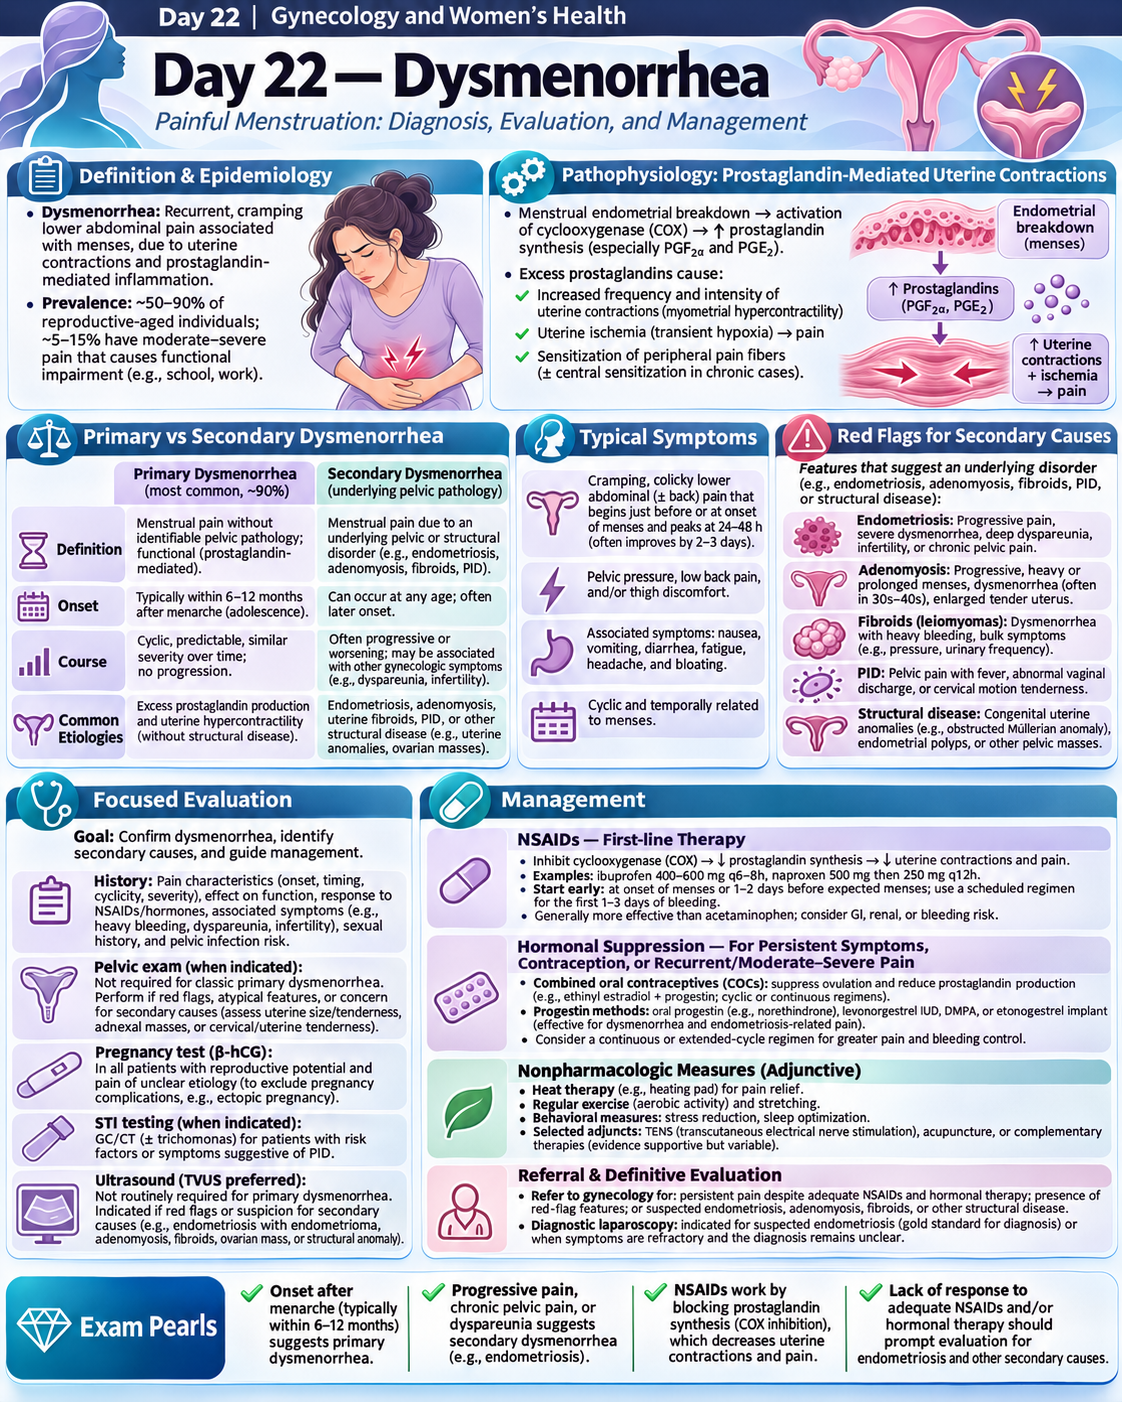 Day 22 | Gynecology and Women's Health
Day 22 — Dysmenorrhea
Painful Menstruation: Diagnosis, Evaluation, and Management
Definition & Epidemiology
• Dysmenorrhea: Recurrent, cramping
lower abdominal pain associated
with menses, due to uterine
contractions and prostaglandin-
mediated inflammation.
• Prevalence: ~50–90% of
reproductive-aged individuals;
~5–15% have moderate–severe
pain that causes functional
impairment (e.g., school, work).
Pathophysiology: Prostaglandin-Mediated Uterine Contractions
• Menstrual endometrial breakdown → activation
of cyclooxygenase (COX) → ↑ prostaglandin
synthesis (especially PGF₂α and PGE₂).
• Excess prostaglandins cause:
✓ Increased frequency and intensity of
uterine contractions (myometrial hypercontractility)
✓ Uterine ischemia (transient hypoxia) → pain
✓ Sensitization of peripheral pain fibers
(± central sensitization in chronic cases).
Endometrial
breakdown
(menses)
↑ Prostaglandins
(PGF₂α, PGE₂)
↑ Uterine
contractions
+ ischemia
→ pain
Primary vs Secondary Dysmenorrhea
Primary Dysmenorrhea
(most common, ~90%)
Secondary Dysmenorrhea
(underlying pelvic pathology)
Definition
Menstrual pain without
identifiable pelvic pathology;
functional (prostaglandin-
mediated).
Menstrual pain due to an
underlying pelvic or structural
disorder (e.g., endometriosis,
adenomyosis, fibroids, PID).
Onset
Typically within 6–12 months
after menarche (adolescence).
Can occur at any age; often
later onset.
Course
Cyclic, predictable, similar
severity over time;
no progression.
Often progressive or
worsening; may be associated
with other gynecologic symptoms
(e.g., dyspareunia, infertility).
Common
Etiologies
Excess prostaglandin production
and uterine hypercontractility
(without structural disease).
Endometriosis, adenomyosis,
uterine fibroids, PID, or other
structural disease (e.g., uterine
anomalies, ovarian masses).
Typical Symptoms
Cramping, colicky lower
abdominal (± back) pain that
begins just before or at onset
of menses and peaks at 24–48 h
(often improves by 2–3 days).
Pelvic pressure, low back pain,
and/or thigh discomfort.
Associated symptoms: nausea,
vomiting, diarrhea, fatigue,
headache, and bloating.
Cyclic and temporally related
to menses.
Red Flags for Secondary Causes
Features that suggest an underlying disorder
(e.g., endometriosis, adenomyosis, fibroids, PID,
or structural disease):
Endometriosis: Progressive pain,
severe dysmenorrhea, deep dyspareunia,
infertility, or chronic pelvic pain.
Adenomyosis: Progressive, heavy or
prolonged menses, dysmenorrhea (often
in 30s–40s), enlarged tender uterus.
Fibroids (leiomyomas): Dysmenorrhea
with heavy bleeding, bulk symptoms
(e.g., pressure, urinary frequency).
PID: Pelvic pain with fever, abnormal vaginal
discharge, or cervical motion tenderness.
Structural disease: Congenital uterine
anomalies (e.g., obstructed Müllerian anomaly),
endometrial polyps, or other pelvic masses.
Focused Evaluation
Goal: Confirm dysmenorrhea, identify
secondary causes, and guide management.
History: Pain characteristics (onset, timing,
cyclicity, severity), effect on function, response to
NSAIDs/hormones, associated symptoms (e.g.,
heavy bleeding, dyspareunia, infertility), sexual
history, and pelvic infection risk.
Pelvic exam (when indicated):
Not required for classic primary dysmenorrhea.
Perform if red flags, atypical features, or concern
for secondary causes (assess uterine size/tenderness,
adnexal masses, or cervical/uterine tenderness).
Pregnancy test (β-hCG):
In all patients with reproductive potential and
pain of unclear etiology (to exclude pregnancy
complications, e.g., ectopic pregnancy).
STI testing (when indicated):
GC/CT (± trichomonas) for patients with risk
factors or symptoms suggestive of PID.
Ultrasound (TVUS preferred):
Not routinely required for primary dysmenorrhea.
Indicated if red flags or suspicion for secondary
causes (e.g., endometriosis with endometrioma,
adenomyosis, fibroids, ovarian mass, or structural anomaly).
Management
NSAIDs — First-line Therapy
• Inhibit cyclooxygenase (COX) → ↓ prostaglandin synthesis → ↓ uterine contractions and pain.
• Examples: ibuprofen 400–600 mg q6–8h, naproxen 500 mg then 250 mg q12h.
• Start early: at onset of menses or 1–2 days before expected menses; use a scheduled regimen
for the first 1–3 days of bleeding.
• Generally more effective than acetaminophen; consider GI, renal, or bleeding risk.
Hormonal Suppression — For Persistent Symptoms,
Contraception, or Recurrent/Moderate–Severe Pain
• Combined oral contraceptives (COCs): suppress ovulation and reduce prostaglandin production
(e.g., ethinyl estradiol + progestin; cyclic or continuous regimens).
• Progestin methods: oral progestin (e.g., norethindrone), levonorgestrel IUD, DMPA, or etonogestrel implant
(effective for dysmenorrhea and endometriosis-related pain).
• Consider a continuous or extended-cycle regimen for greater pain and bleeding control.
Nonpharmacologic Measures (Adjunctive)
• Heat therapy (e.g., heating pad) for pain relief.
• Regular exercise (aerobic activity) and stretching.
• Behavioral measures: stress reduction, sleep optimization.
• Selected adjuncts: TENS (transcutaneous electrical nerve stimulation), acupuncture, or complementary
therapies (evidence supportive but variable).
Referral & Definitive Evaluation
• Refer to gynecology for: persistent pain despite adequate NSAIDs and hormonal therapy; presence of
red-flag features; or suspected endometriosis, adenomyosis, fibroids, or other structural disease.
• Diagnostic laparoscopy: indicated for suspected endometriosis (gold standard for diagnosis) or
when symptoms are refractory and the diagnosis remains unclear.
Exam Pearls
✓ Onset after
menarche (typically
within 6–12 months)
suggests primary
dysmenorrhea.
✓ Progressive pain,
chronic pelvic pain, or
dyspareunia suggests
secondary dysmenorrhea
(e.g., endometriosis).
✓ NSAIDs work by
blocking prostaglandin
synthesis (COX inhibition),
which decreases uterine
contractions and pain.
✓ Lack of response to
adequate NSAIDs and/or
hormonal therapy should
prompt evaluation for
endometriosis and other secondary causes.